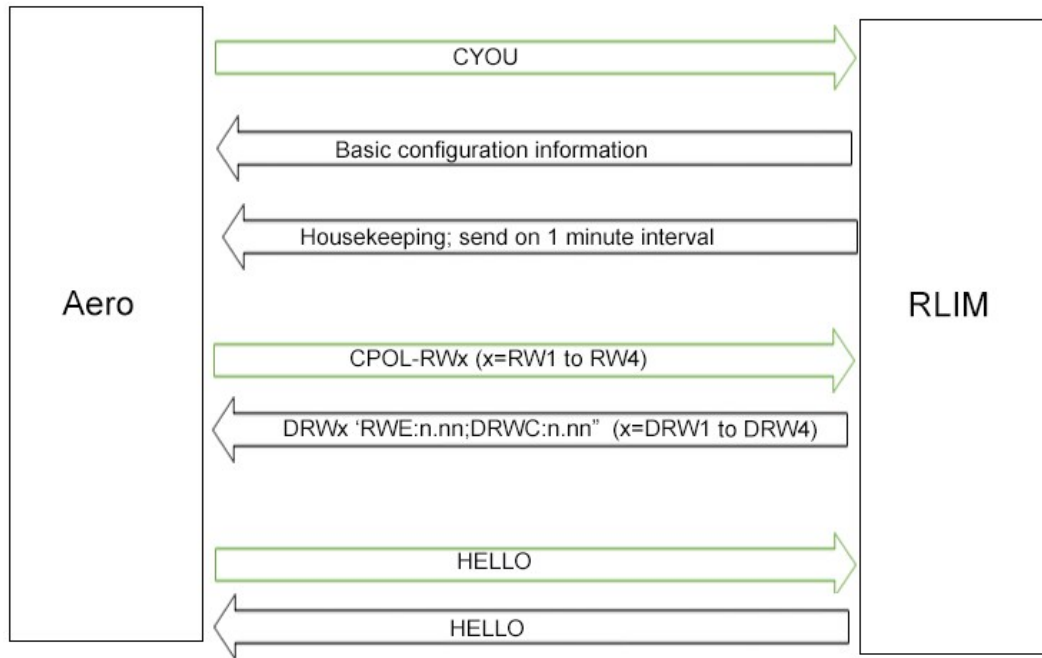 CYOU
Basic configuration information
Housekeeping; send on 1 minute interval
Aero
RLIM
CPOL-RWx (x=RW1 to RW4)
DRWx ‘RWE:n.nn;DRWC:n.nn” (x=DRW1 to DRW4)
HELLO
HELLO